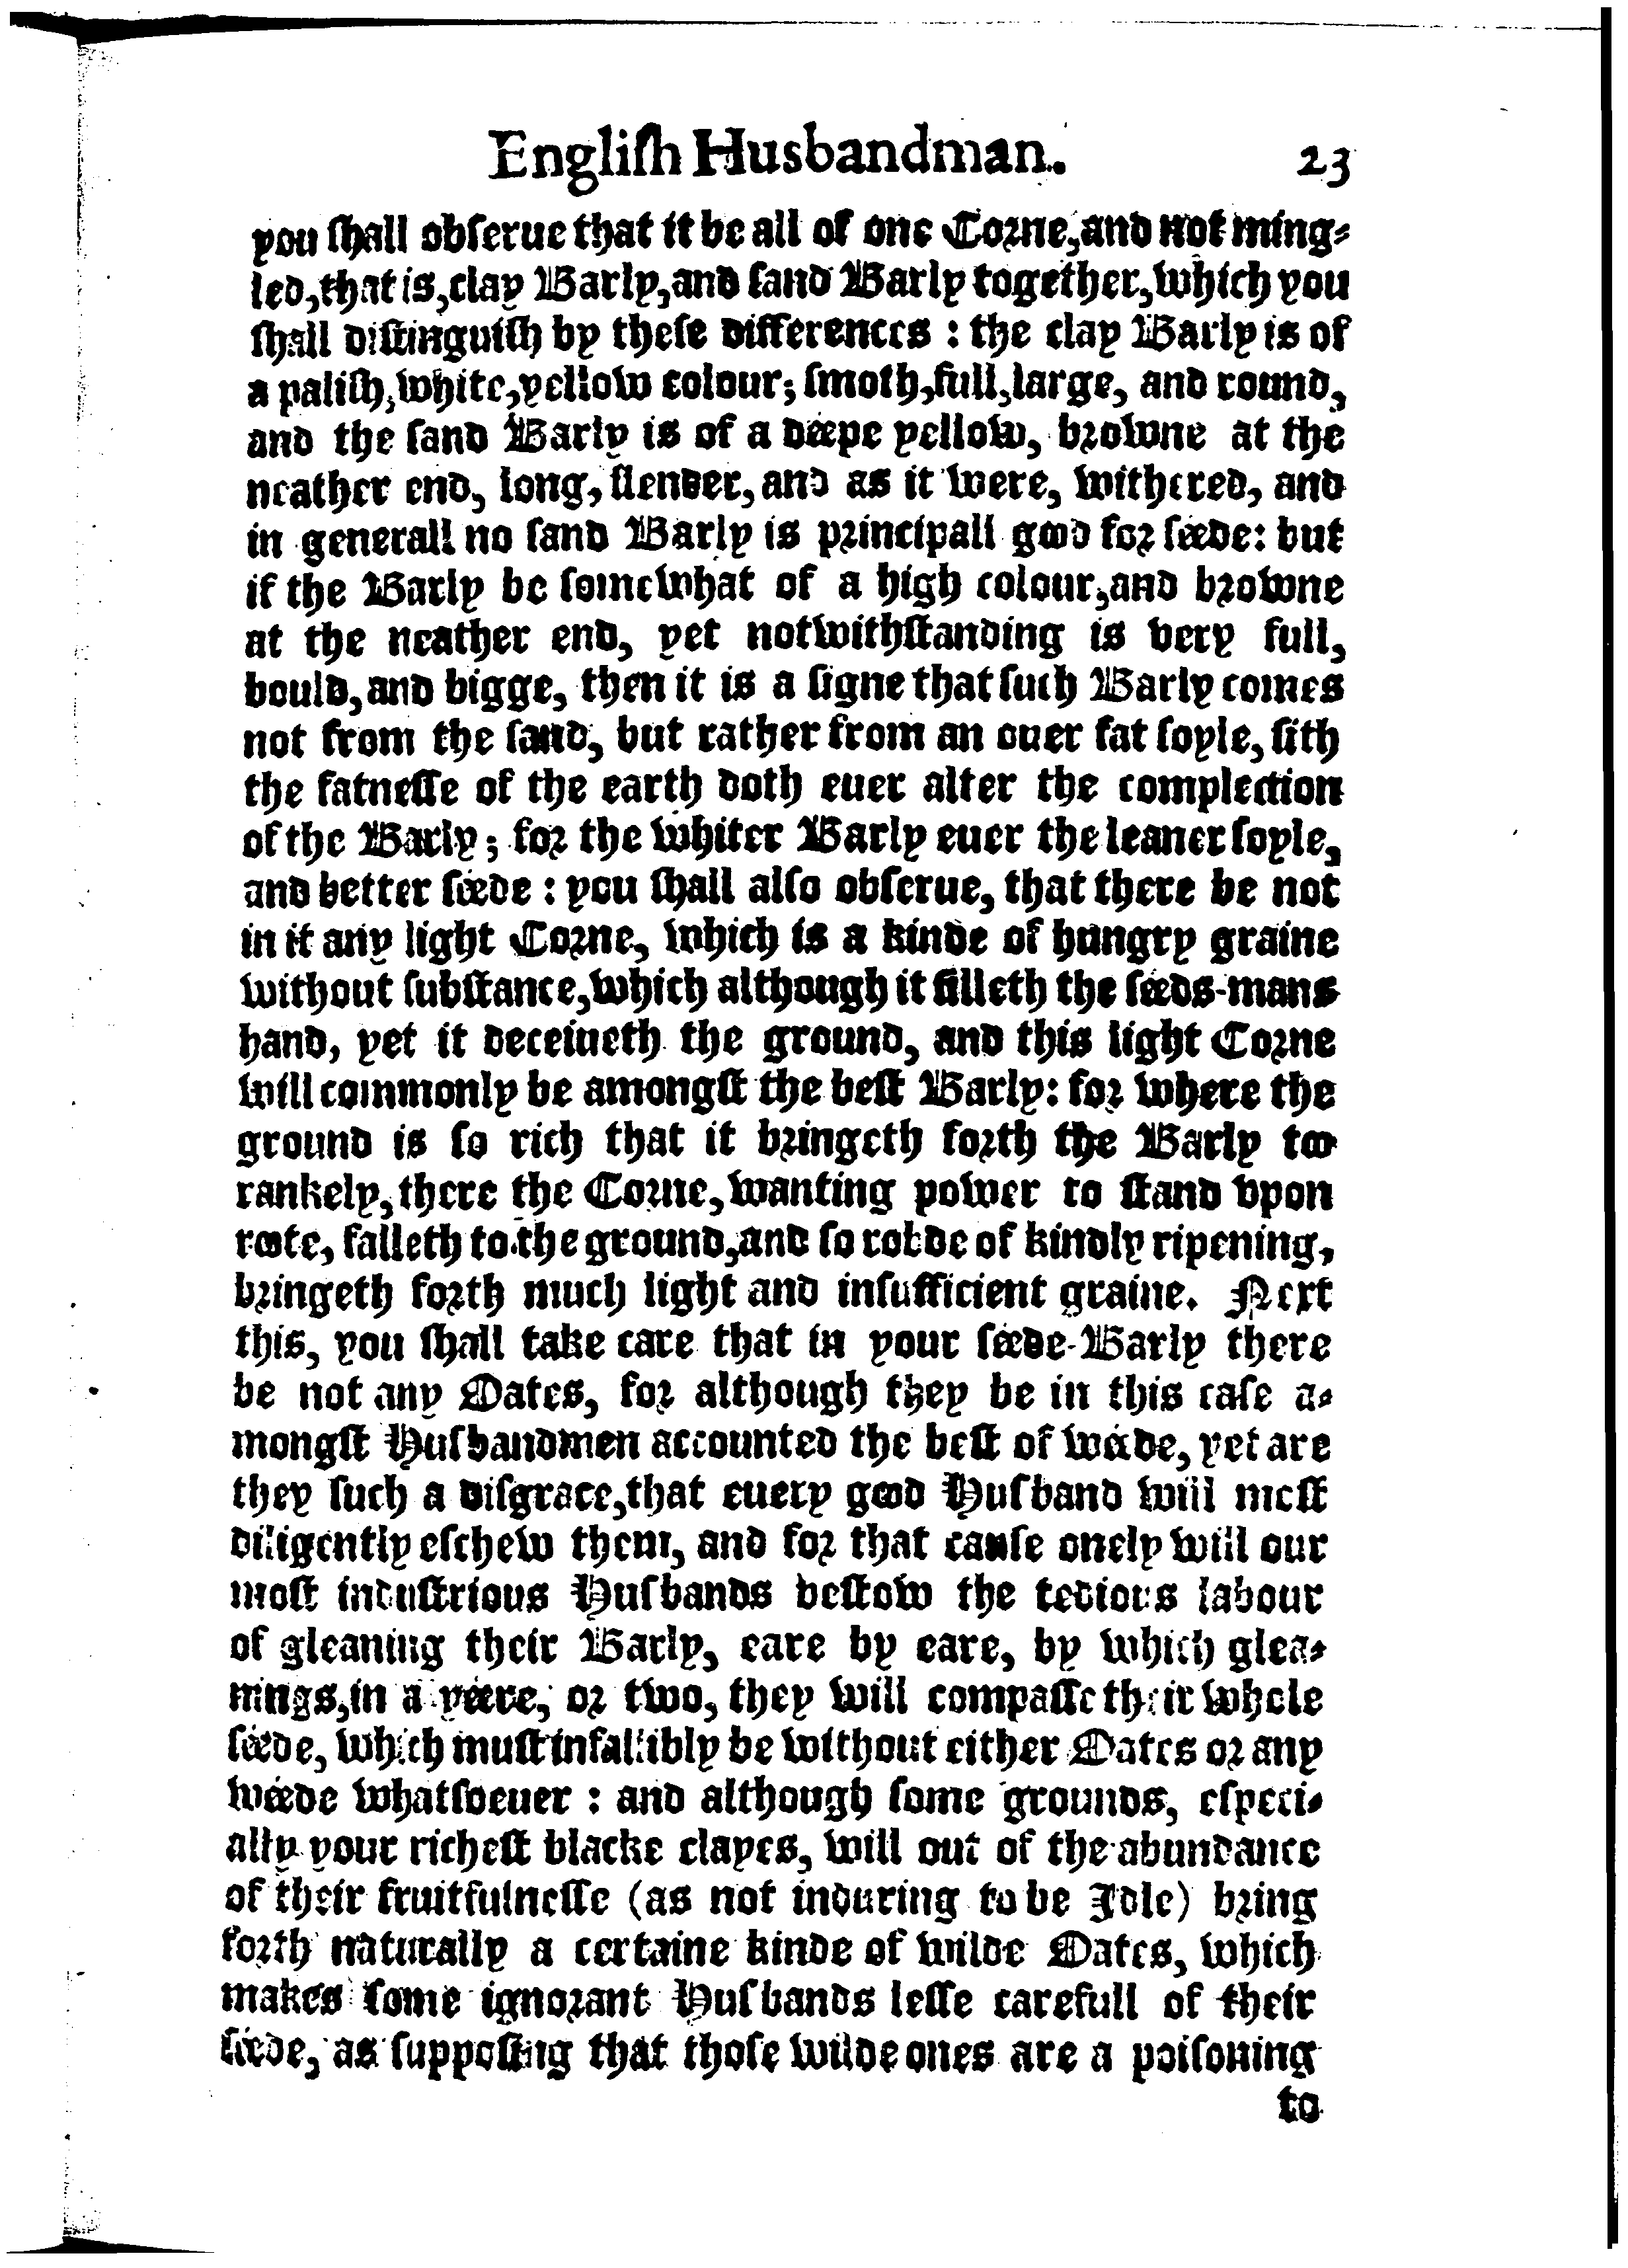 Engliſh Husbandman. 23
you ſhall obſerue that it be all of one Corne, and not ming-
led, that is, clay Barly, and ſand Barly together, which you
ſhall diſtinguiſh by theſe differences : the clay Barly is of
a paliſh, white, yellow colour; ſmoth, full, large, and round,
and the ſand Barly is of a déepe yellow, browne at the
neather end, long, ſlender, and as it were, withered, and
in generall no ſand Barly is principall good for ſéede: but
if the Barly be ſomewhat of a high colour, and browne
at the neather end, yet notwithſtanding is very full,
bould, and bigge, then it is a ſigne that ſuch Barly comes
not from the ſand, but rather from an ouer fat ſoyle, ſith
the fatneſſe of the earth doth euer alter the complection
of the Barly; for the whiter Barly euer the leaner ſoyle,
and better ſéede : you ſhall alſo obſerue, that there be not
in it any light Corne, which is a kinde of hungry graine
without ſubſtance, which although it filleth the ſéeds-mans
hand, yet it deceiueth the ground, and this light Corne
will commonly be amongſt the beſt Barly: for where the
ground is ſo rich that it bringeth forth the Barly too
rankely, there the Corne, wanting power to ſtand vpon
roote, falleth to the ground, and ſo robde of kindly ripening,
bringeth forth much light and inſufficient graine. Next
this, you ſhall take care that in your ſéede-Barly there
be not any Oates, for although they be in this caſe a-
mongſt Huſbandmen accounted the beſt of wéede, yet are
they ſuch a diſgrace, that euery good Huſband will moſt
diligently eſchew them, and for that cauſe onely will our
moſt induſtrious Huſbands beſtow the tedious labour
of gleaning their Barly, eare by eare, by which glea-
nings, in a yéere, or two, they will compaſſe their whole
ſéede, which muſt infallibly be without either Oates or any
wéede whatſoeuer : and although ſome grounds, eſpeci-
ally your richeſt blacke clayes, will out of the abundance
of their fruitfulneſſe (as not induring to be Idle) bring
forth naturally a certaine kinde of wilde Oates, which
makes ſome ignorant Huſbands leſſe carefull of their
ſéede, as ſuppoſing that thoſe wilde ones are a poiſoning
to